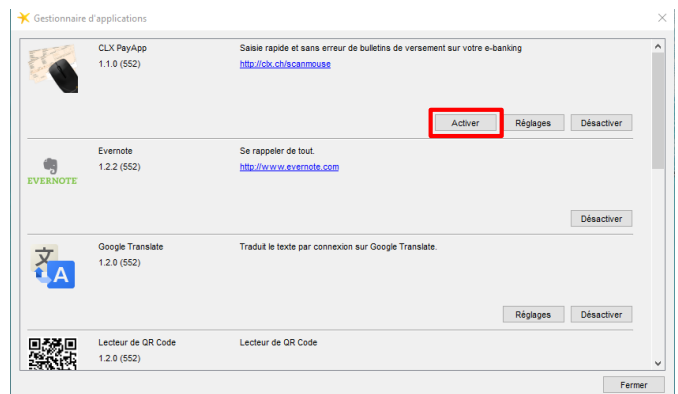 Gestionnaire d'applications
CLX PayApp
Saisie rapide et sans erreur de bulletins de versement sur votre e-banking
1.1.0 (552)
http://clx.ch/scanmouse
Activer
Réglages
Désactiver
Evernote
Se rappeler de tout.
1.2.2 (552)
http://www.evernote.com
EVERNOTE
Désactiver
Google Translate
Traduit le texte par connexion sur Google Translate.
1.2.0 (552)
文
A
Réglages
Désactiver
Lecteur de QR Code
Lecteur de QR Code
1.2.0 (552)
Fermer